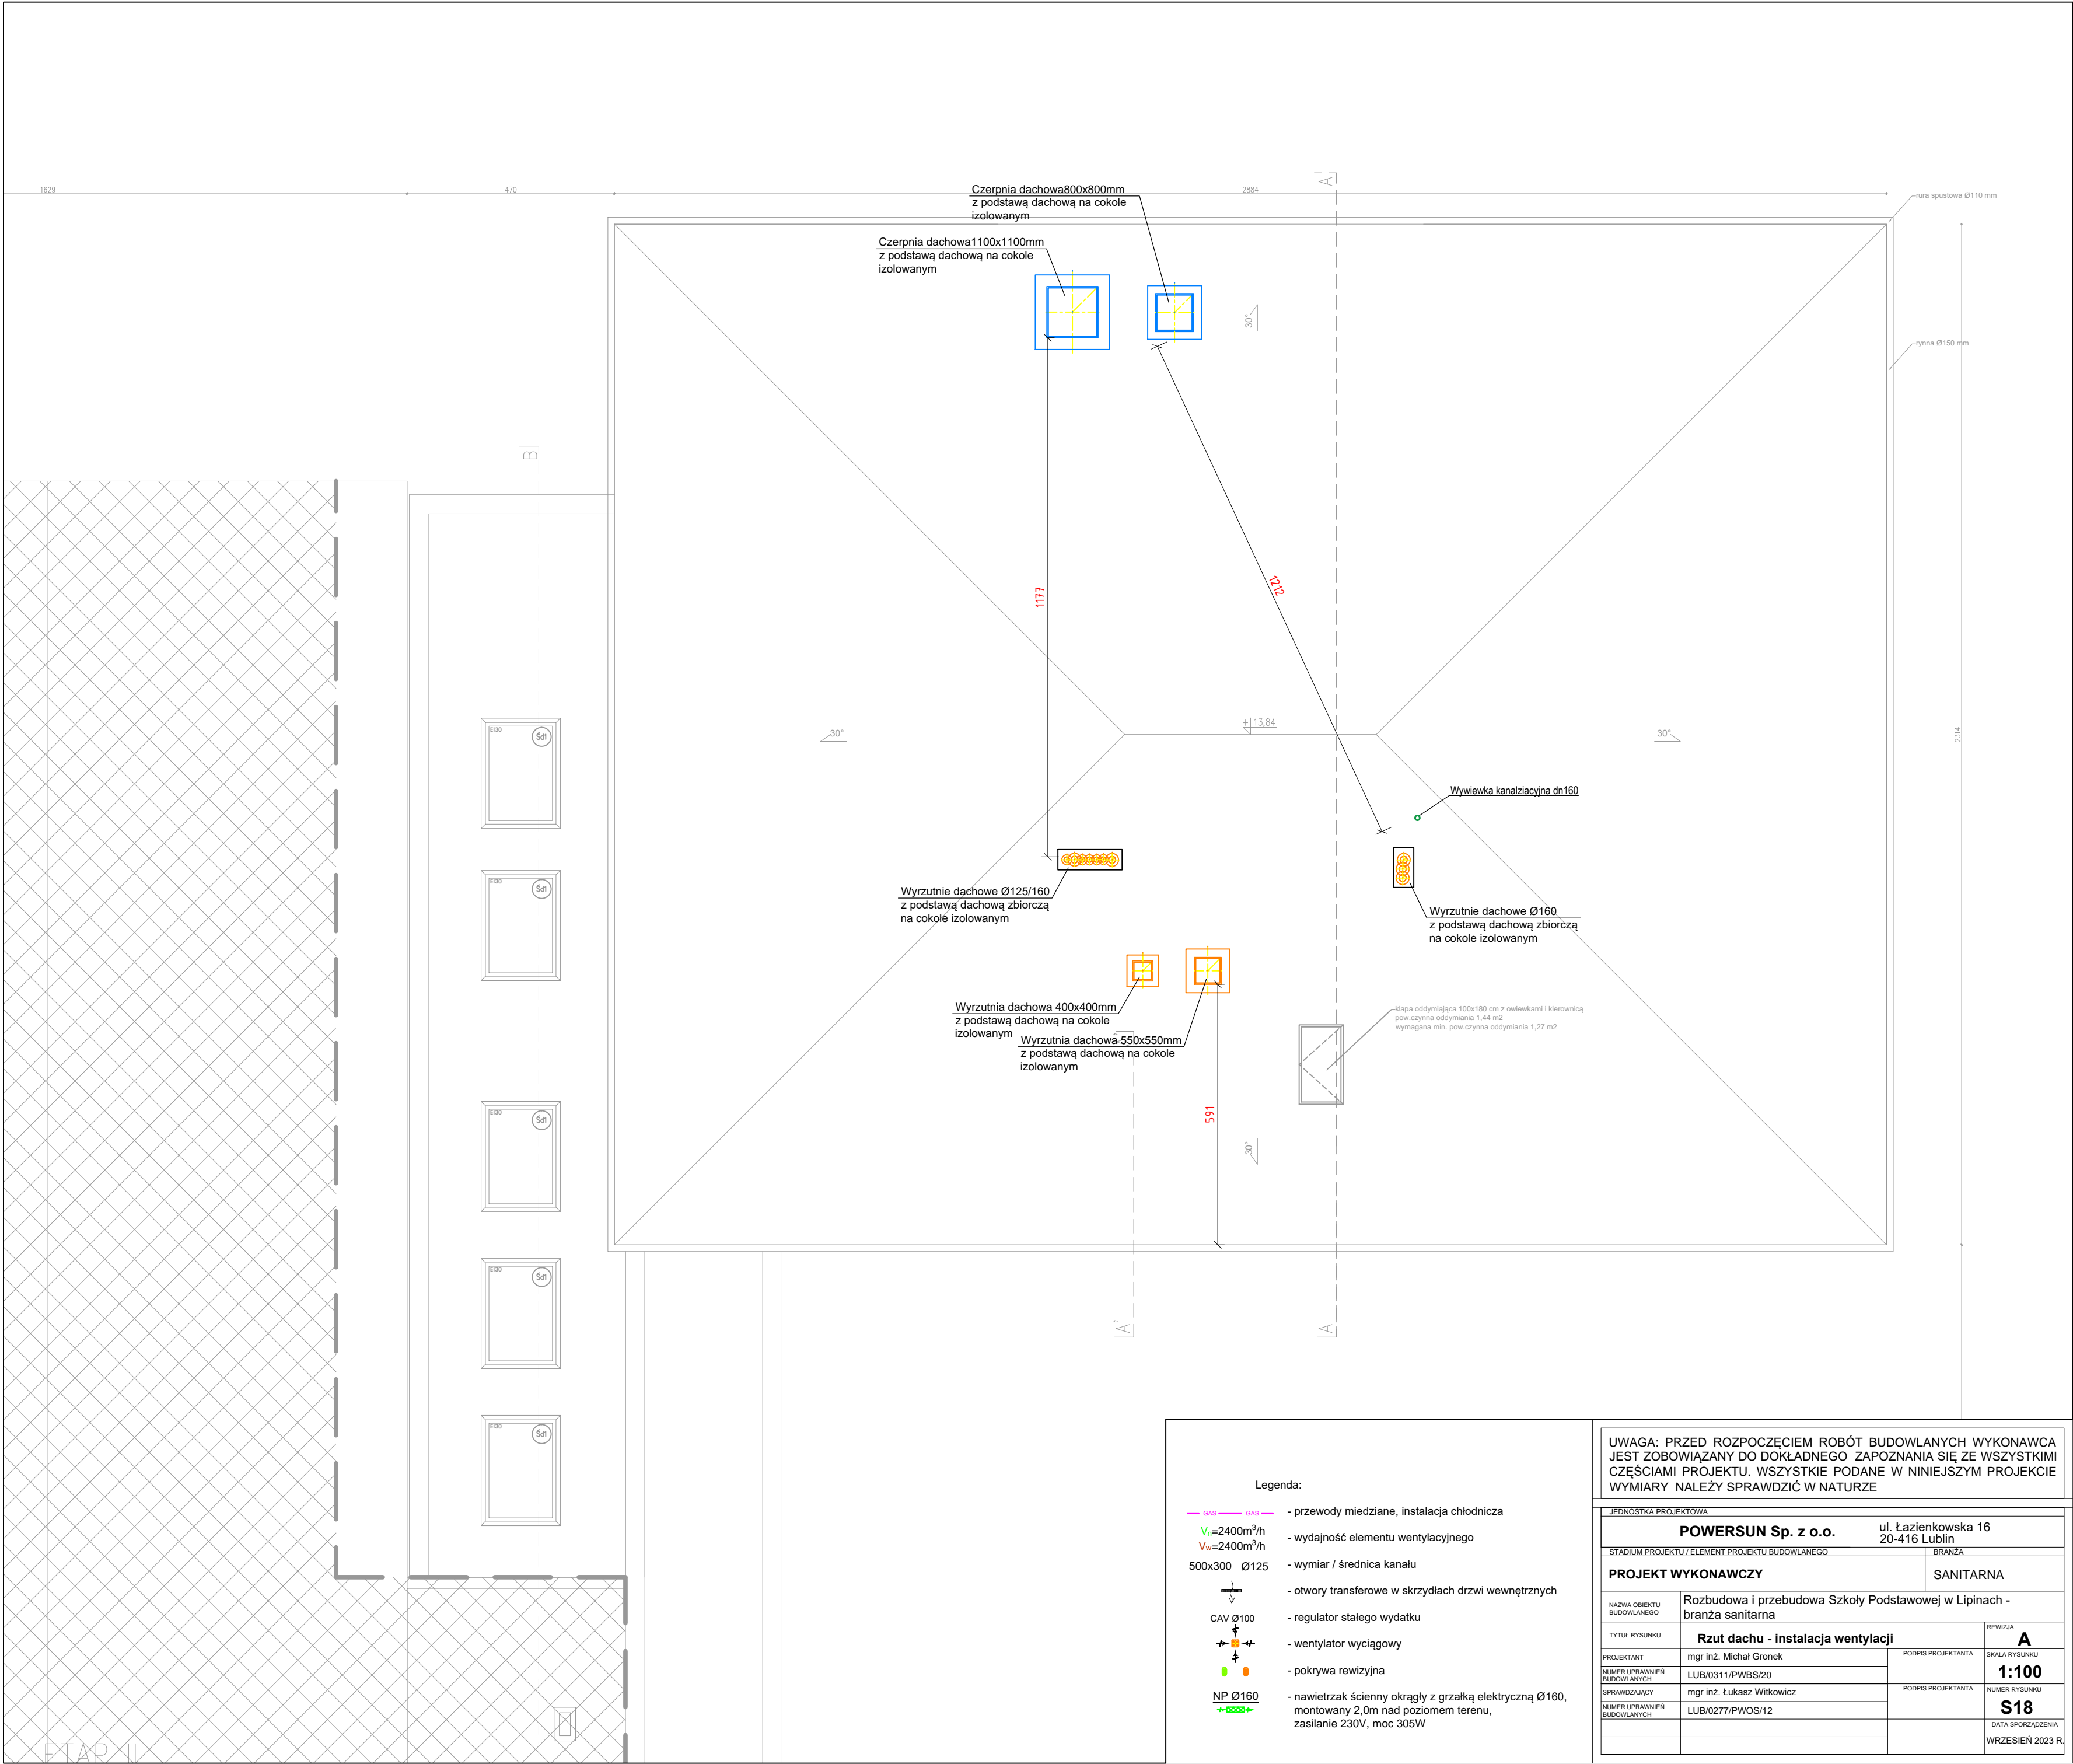 1629
470
2884
A
Czerpnia dachowa800x800mm
z podstawą dachową na cokole
izolowanym
rura spustowa Ø110 mm
Czerpnia dachowa1100x1100mm
z podstawą dachową na cokole
izolowanym
30°
rynna Ø150 mm
B
1177
1212
EI30
Sd1
30°
+13,84
30°
2314
Wywiewka kanalziacyjna dn160
EI30
Sd1
Wyrzutnie dachowe Ø125/160
z podstawą dachową zbiorczą
na cokole izolowanym
Wyrzutnie dachowe Ø160
z podstawą dachową zbiorczą
na cokole izolowanym
Wyrzutnia dachowa 400x400mm
z podstawą dachową na cokole
izolowanym
Wyrzutnia dachowa 550x550mm
z podstawą dachową na cokole
izolowanym
klapa oddymiająca 100x180 cm z owiewkami i kierownicą
pow.czynna oddymiania 1,44 m2
wymagana min. pow.czynna oddymiania 1,27 m2
EI30
Sd1
591
30°
EI30
Sd1
A'
A
EI30
Sd1
ETAP II
Legenda:
GAS GAS - przewody miedziane, instalacja chłodnicza
VN=2400m³/h
VW=2400m³/h
- wydajność elementu wentylacyjnego
500x300 Ø125 - wymiar / średnica kanału
- otwory transferowe w skrzydłach drzwi wewnętrznych
CAV Ø100 - regulator stałego wydatku
- wentylator wyciągowy
- pokrywa rewizyjna
NP Ø160 - nawietrzak ścienny okrągły z grzałką elektryczną Ø160,
montowany 2,0m nad poziomem terenu,
zasilanie 230V, moc 305W
UWAGA: PRZED ROZPOCZĘCIEM ROBÓT BUDOWLANYCH WYKONAWCA
JEST ZOBOWIĄZANY DO DOKŁADNEGO ZAPOZNANIA SIĘ ZE WSZYSTKIMI
CZĘŚCIAMI PROJEKTU. WSZYSTKIE PODANE W NINIEJSZYM PROJEKCIE
WYMIARY NALEŻY SPRAWDZIĆ W NATURZE
JEDNOSTKA PROJEKTOWA
POWERSUN Sp. z o.o.
ul. Łazienkowska 16
20-416 Lublin
STADIUM PROJEKTU / ELEMENT PROJEKTU BUDOWLANEGO
BRANŻA
PROJEKT WYKONAWCZY
SANITARNA
NAZWA OBIEKTU
BUDOWLANEGO
Rozbudowa i przebudowa Szkoły Podstawowej w Lipinach -
branża sanitarna
TYTUŁ RYSUNKU
Rzut dachu - instalacja wentylacji
REWIZJA
A
PROJEKTANT
mgr inż. Michał Gronek
PODPIS PROJEKTANTA
SKALA RYSUNKU
1:100
NUMER UPRAWNIEŃ
BUDOWLANYCH
LUB/0311/PWBS/20
SPRAWDZAJĄCY
mgr inż. Łukasz Witkowicz
PODPIS PROJEKTANTA
NUMER RYSUNKU
S18
NUMER UPRAWNIEŃ
BUDOWLANYCH
LUB/0277/PWOS/12
DATA SPORZĄDZENIA
WRZESIEŃ 2023 R.